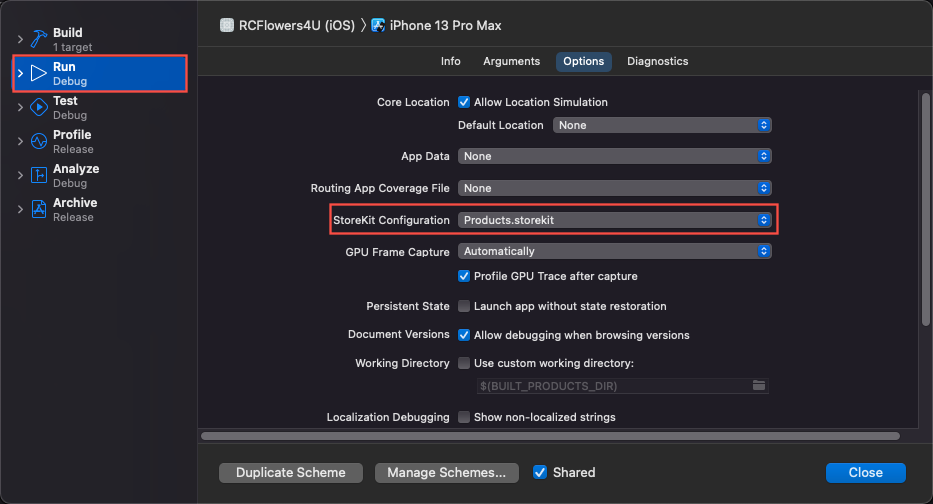 Build
1 target
Run
Debug
Test
Debug
Profile
Release
Analyze
Debug
Archive
Release
RCFlowers4U (iOS) 〉 iPhone 13 Pro Max
Info Arguments Options Diagnostics
Core Location Allow Location Simulation
Default Location None
App Data None
Routing App Coverage File None
StoreKit Configuration Products.storekit
GPU Frame Capture Automatically
Profile GPU Trace after capture
Persistent State Launch app without state restoration
Document Versions Allow debugging when browsing versions
Working Directory Use custom working directory:
$(BUILT_PRODUCTS_DIR)
Localization Debugging Show non-localized strings
Duplicate Scheme Manage Schemes... Shared Close